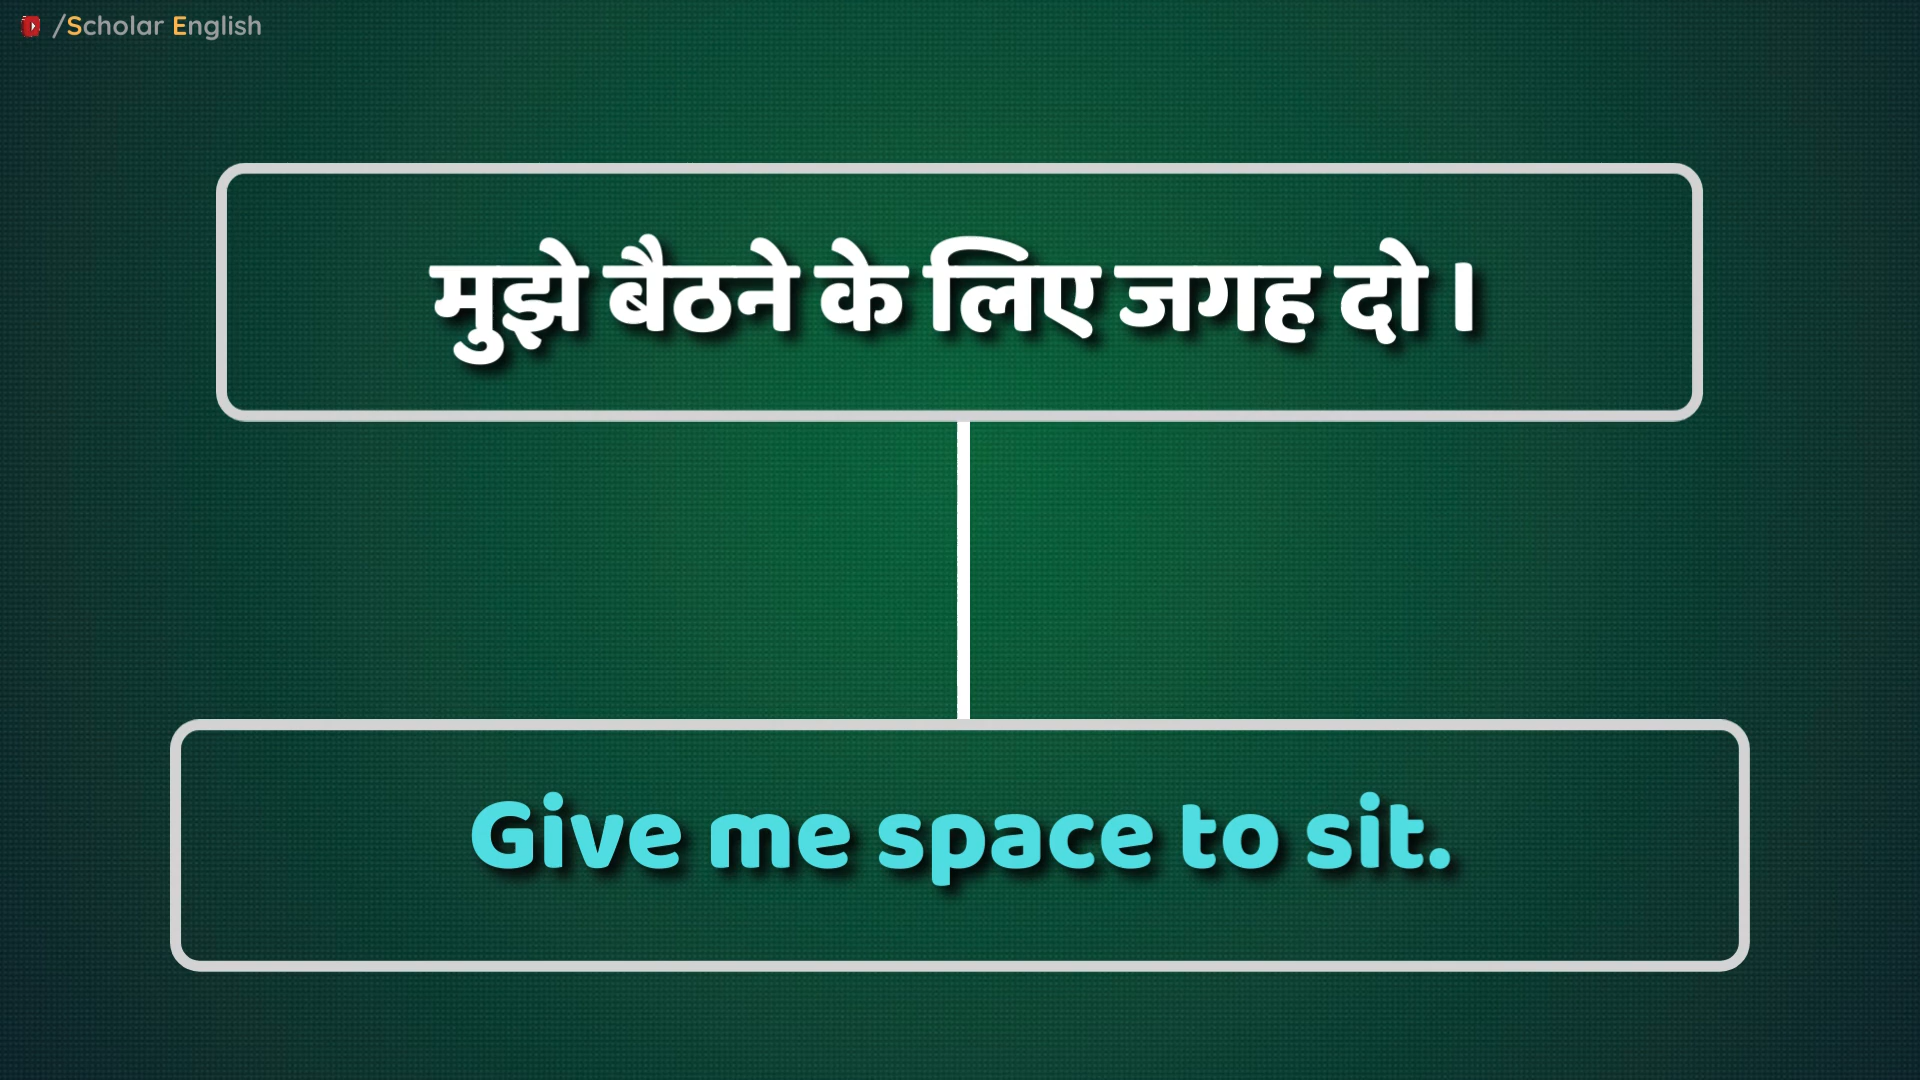 /Scholar English
मुझे बैठने के लिए जगह दो ।
Give me space to sit.